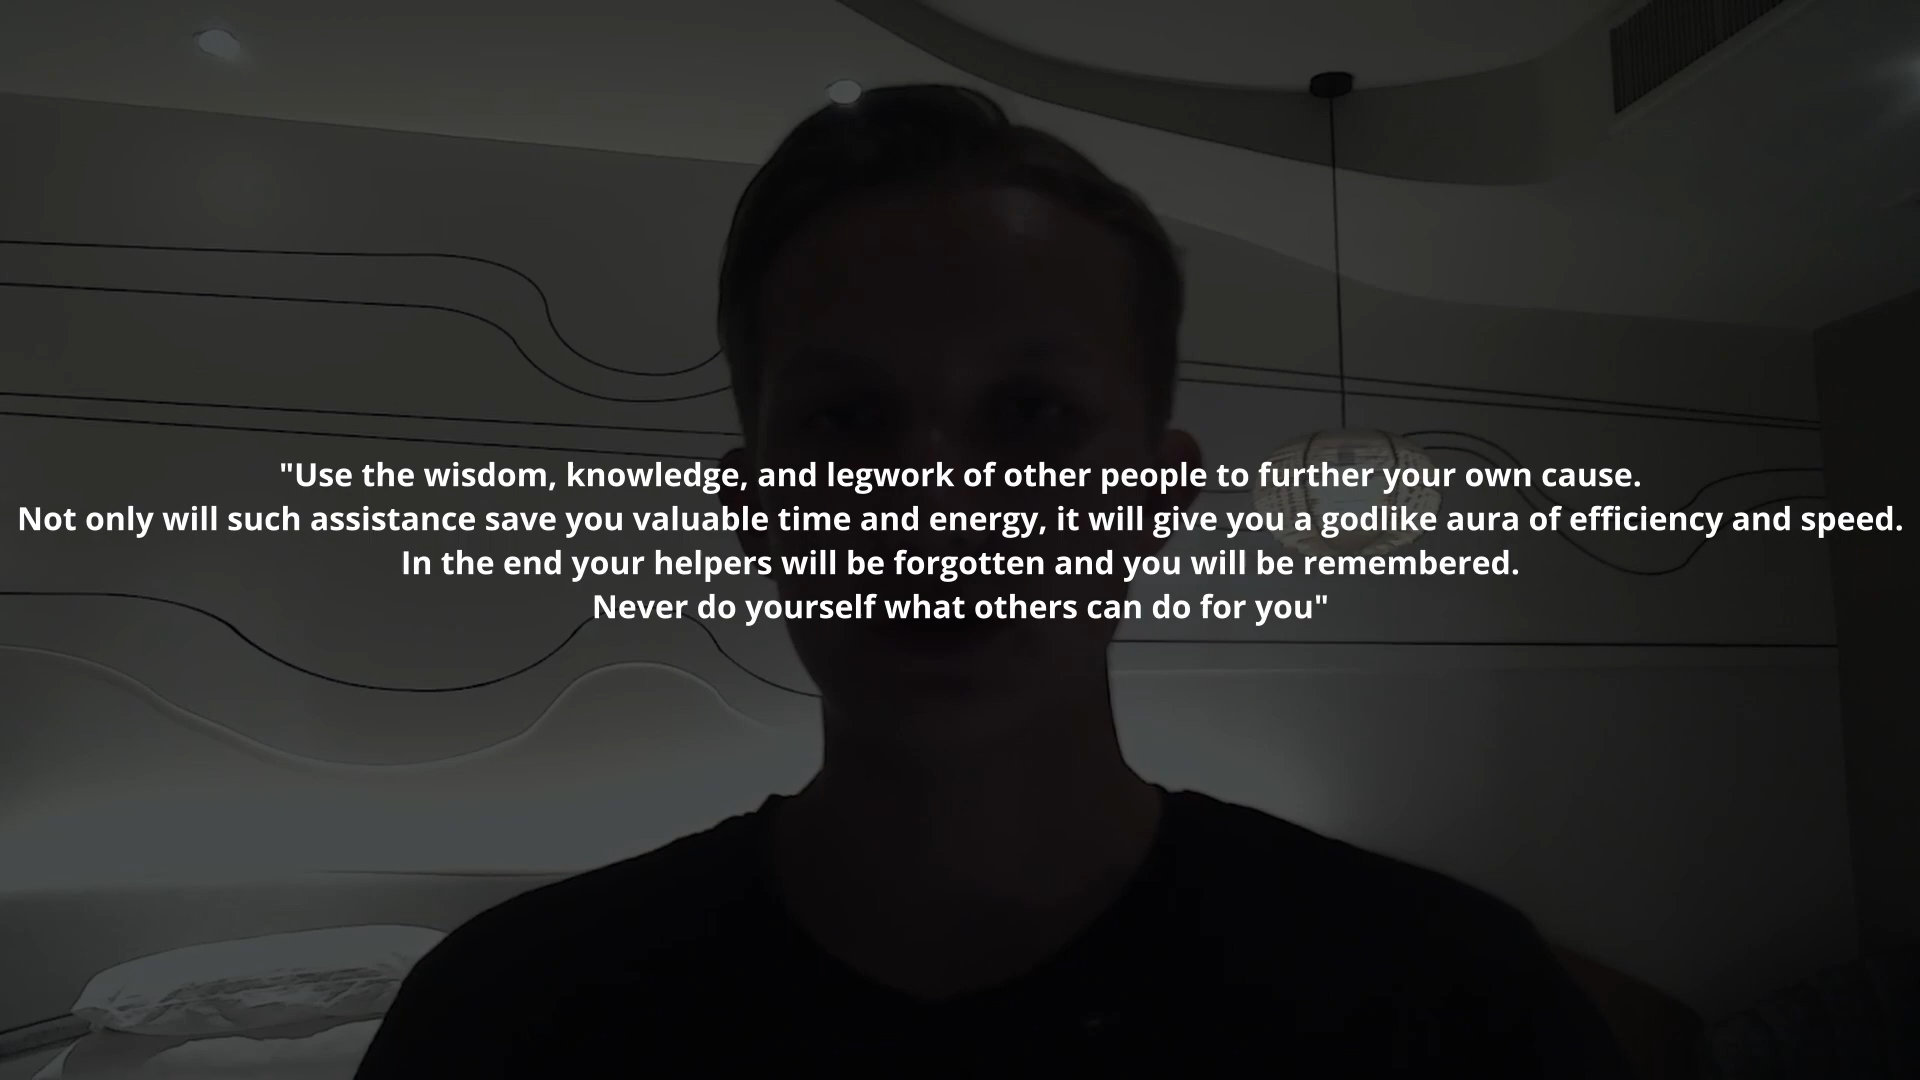 "Use the wisdom, knowledge, and legwork of other people to further your own cause.
Not only will such assistance save you valuable time and energy, it will give you a godlike aura of efficiency and speed.
In the end your helpers will be forgotten and you will be remembered.
Never do yourself what others can do for you"